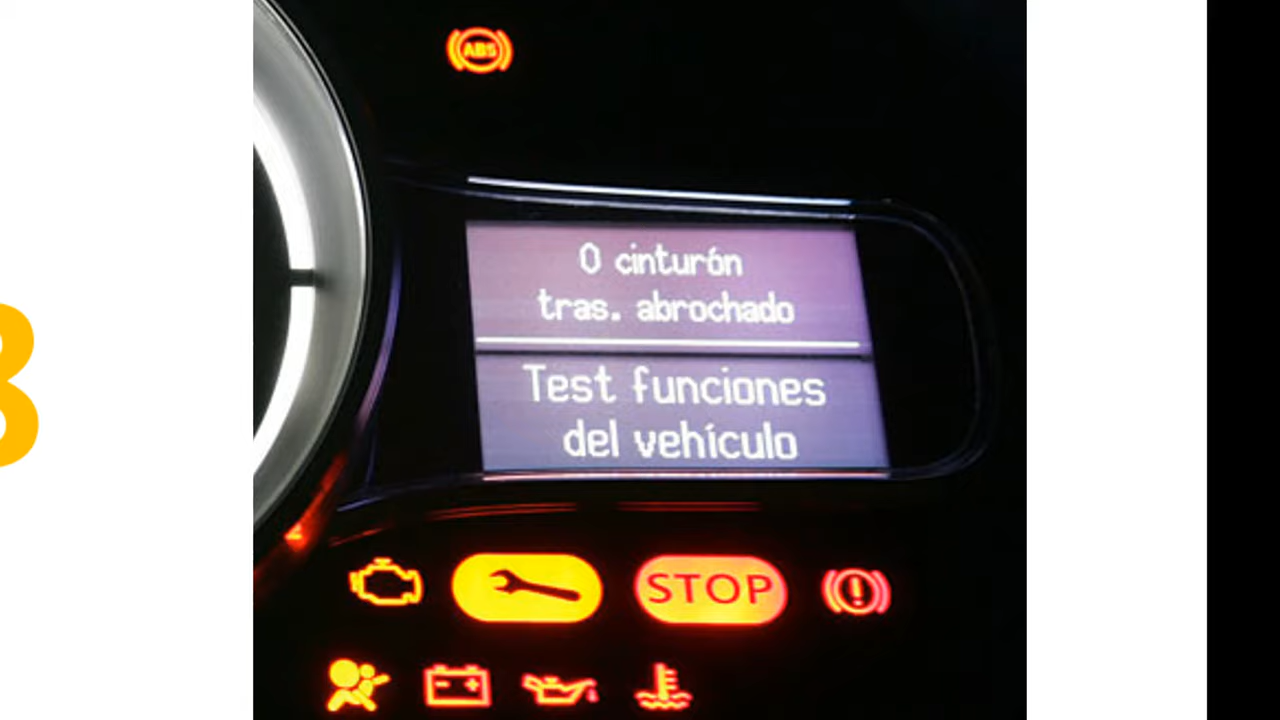 ABS
0 cinturón
tras. abrochado
Test funciones
del vehículo
STOP